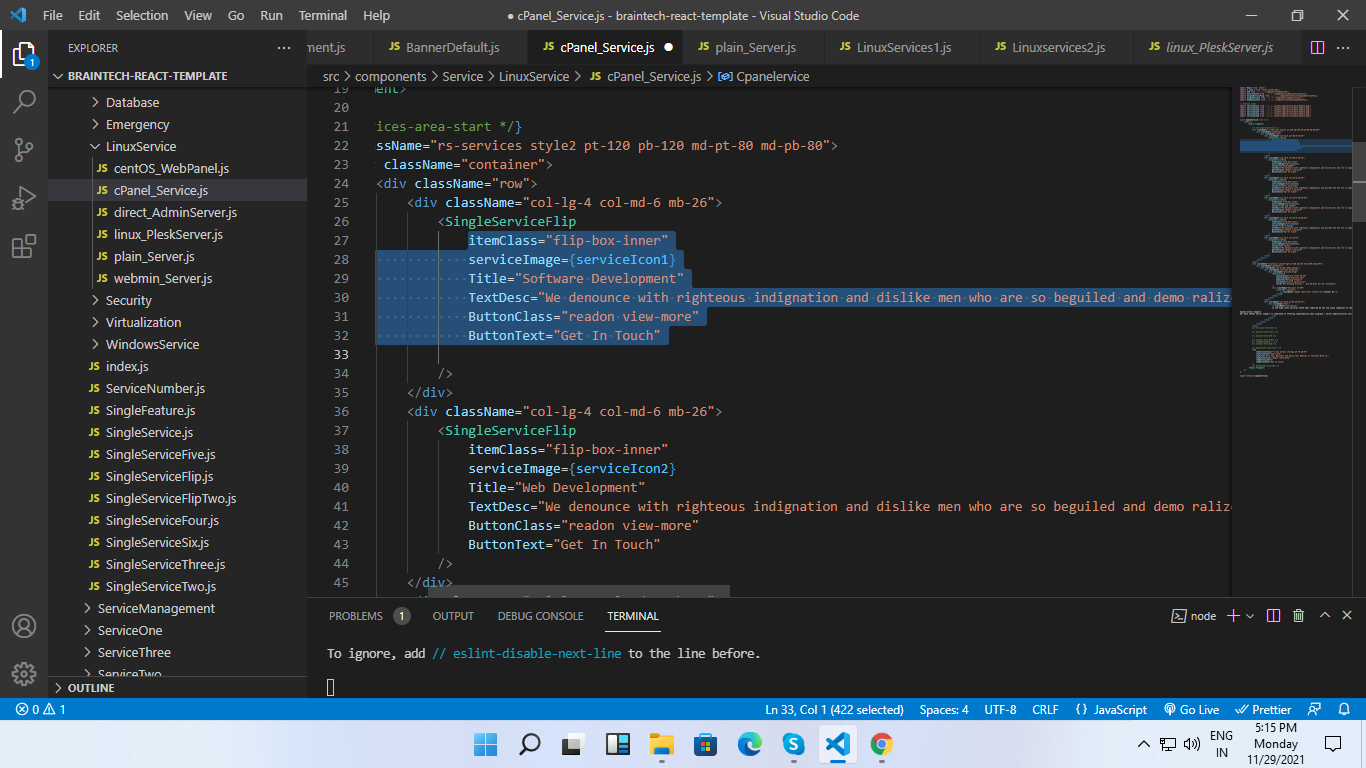 File Edit Selection View Go Run Terminal Help
● cPanel_Service.js - braintech-react-template - Visual Studio Code
EXPLORER
ment.js
JS BannerDefault.js
JS cPanel_Service.js
JS plain_Server.js
JS LinuxServices1.js
JS Linuxservices2.js
JS linux_PleskServer.js
1
BRAINTECH-REACT-TEMPLATE
Database
Emergency
LinuxService
JS centOS_WebPanel.js
JS cPanel_Service.js
JS direct_AdminServer.js
JS linux_PleskServer.js
JS plain_Server.js
JS webmin_Server.js
Security
Virtualization
WindowsService
JS index.js
JS ServiceNumber.js
JS SingleFeature.js
JS SingleService.js
JS SingleServiceFive.js
JS SingleServiceFlip.js
JS SingleServiceFlipTwo.js
JS SingleServiceFour.js
JS SingleServiceSix.js
JS SingleServiceThree.js
JS SingleServiceTwo.js
ServiceManagement
ServiceOne
ServiceThree
ServiceTwo
OUTLINE
src > components > Service > LinuxService > JS cPanel_Service.js > Cpanelervice
19 ent>
20
21 ices-area-start */}
22 ssName="rs-services style2 pt-120 pb-120 md-pt-80 md-pb-80">
23 className="container">
24 <div className="row">
25 <div className="col-lg-4 col-md-6 mb-26">
26 <SingleServiceFlip
27 itemClass="flip-box-inner"
28 serviceImage={serviceIcon1}
29 Title="Software Development"
30 TextDesc="We denounce with righteous indignation and dislike men who are so beguiled and demo raliz
31 ButtonClass="readon view-more"
32 ButtonText="Get In Touch"
33
34 />
35 </div>
36 <div className="col-lg-4 col-md-6 mb-26">
37 <SingleServiceFlip
38 itemClass="flip-box-inner"
39 serviceImage={serviceIcon2}
40 Title="Web Development"
41 TextDesc="We denounce with righteous indignation and dislike men who are so beguiled and demo raliz
42 ButtonClass="readon view-more"
43 ButtonText="Get In Touch"
44 />
45 </div>
PROBLEMS 1 OUTPUT DEBUG CONSOLE TERMINAL
node
To ignore, add // eslint-disable-next-line to the line before.
0 1
Ln 33, Col 1 (422 selected) Spaces: 4 UTF-8 CRLF {} JavaScript Go Live Prettier
ENG
IN
5:15 PM
Monday
11/29/2021